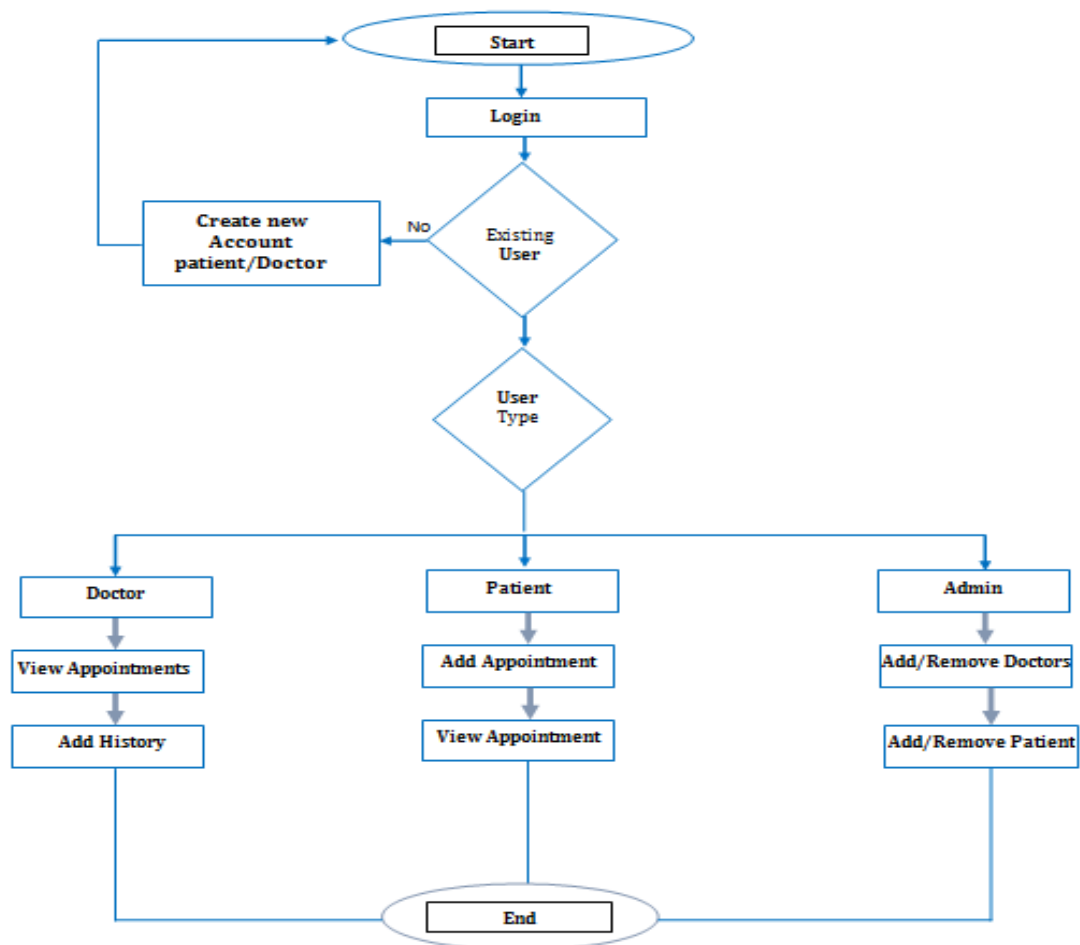 Start
Login
Existing
User
No
Create new
Account
patient/Doctor
User
Type
Doctor
Patient
Admin
View Appointments
Add Appointment
Add/Remove Doctors
Add History
View Appointment
Add/Remove Patient
End